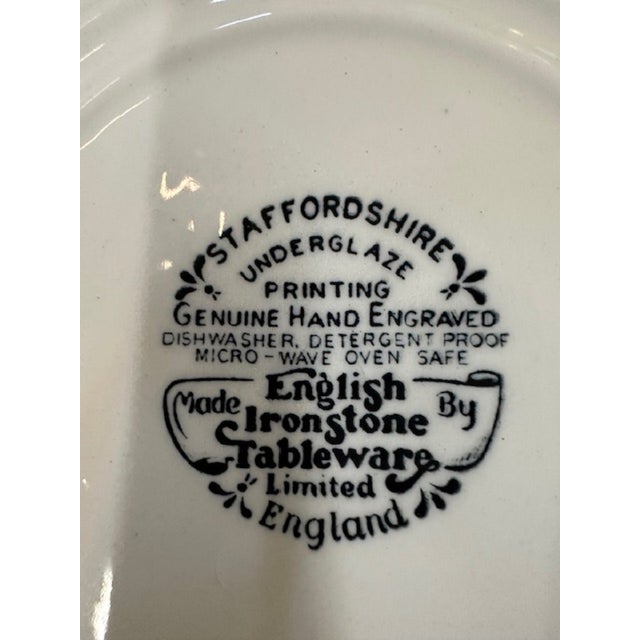 STAFFORDSHIRE
UNDERGLAZE
PRINTING
GENUINE HAND ENGRAVED
DISHWASHER, DETERGENT PROOF
MICRO-WAVE OVEN SAFE
Made English By
Ironstone
Tableware
Limited
England